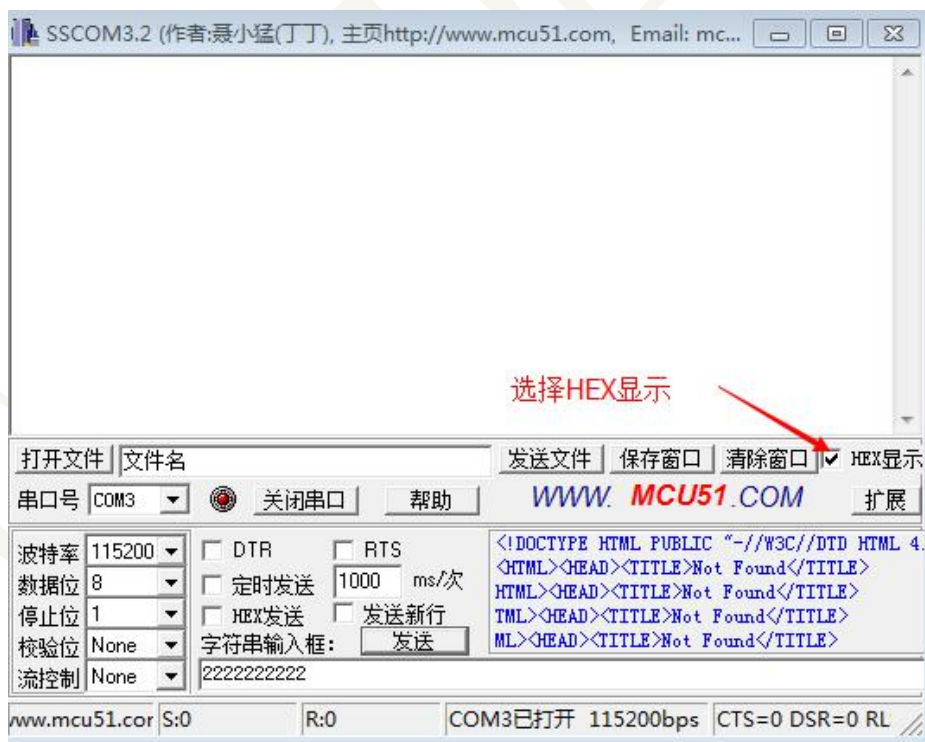 SSCOM3.2 (作者:聂小猛(丁丁), 主页http://www.mcu51.com, Email: mc...
选择HEX显示
打开文件 文件名 发送文件 保存窗口 清除窗口 HEX显示
串口号 COM3 关闭串口 帮助 WWW. MCU51.COM 扩展
波特率 115200 DTR RTS
数据位 8 定时发送 1000 ms/次
停止位 1 HEX发送 发送新行
校验位 None 字符串输入框: 发送
流控制 None 2222222222
<!DOCTYPE HTML PUBLIC "-//W3C//DTD HTML 4.
<HTML><HEAD><TITLE>Not Found</TITLE>
HTML><HEAD><TITLE>Not Found</TITLE>
TML><HEAD><TITLE>Not Found</TITLE>
ML><HEAD><TITLE>Not Found</TITLE>
www.mcu51.cor S:0 R:0 COM3已打开 115200bps CTS=0 DSR=0 RL